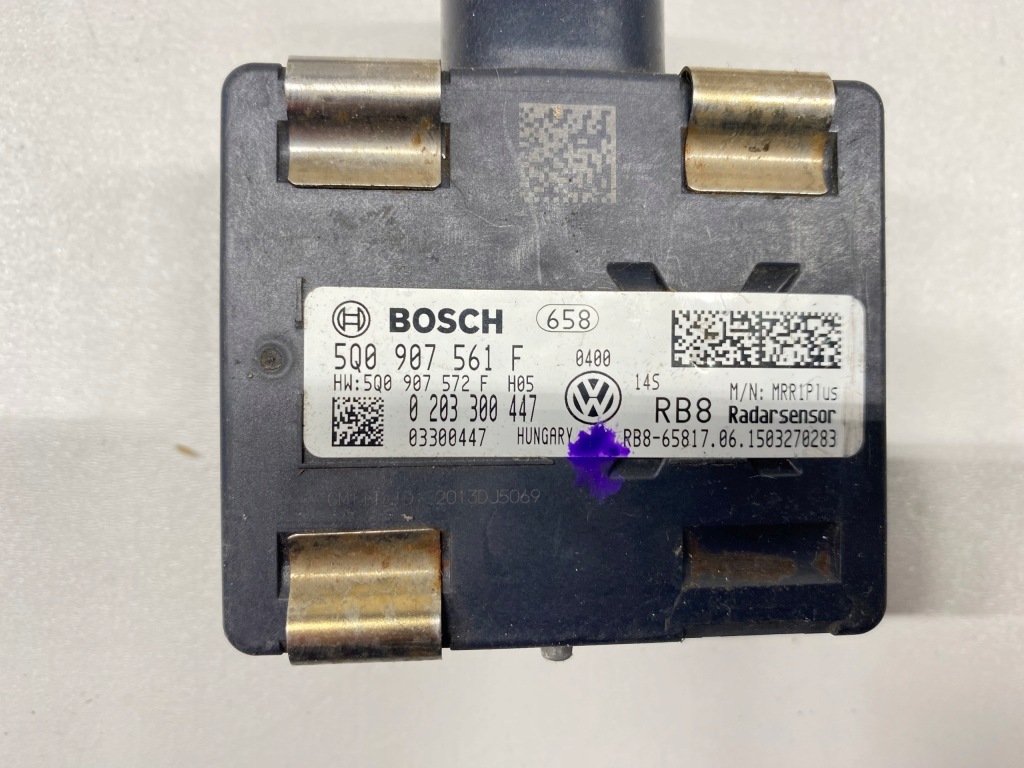 BOSCH 658
5Q0 907 561 F 0400
HW:5Q0 907 572 F H05 14S M/N: MRR1Plus
0 203 300 447 RB8 Radarsensor
03300447 HUNGARY RB8-65817.06.1503270283
2013DJ5069